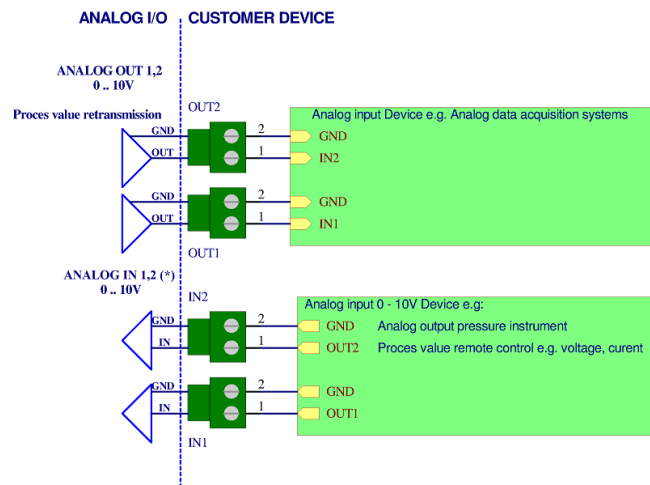 ANALOG I/O CUSTOMER DEVICE
ANALOG OUT 1,2
0 .. 10V
Proces value retransmission
OUT2
Analog input Device e.g. Analog data acquisition systems
GND 2 GND
OUT 1 IN2
GND 2 GND
OUT 1 IN1
OUT1
ANALOG IN 1,2 (*)
0 .. 10V
IN2
Analog input 0 - 10V Device e.g:
GND 2 GND Analog output pressure instrument
IN 1 OUT2 Proces value remote control e.g. voltage, curent
GND 2 GND
IN 1 OUT1
IN1